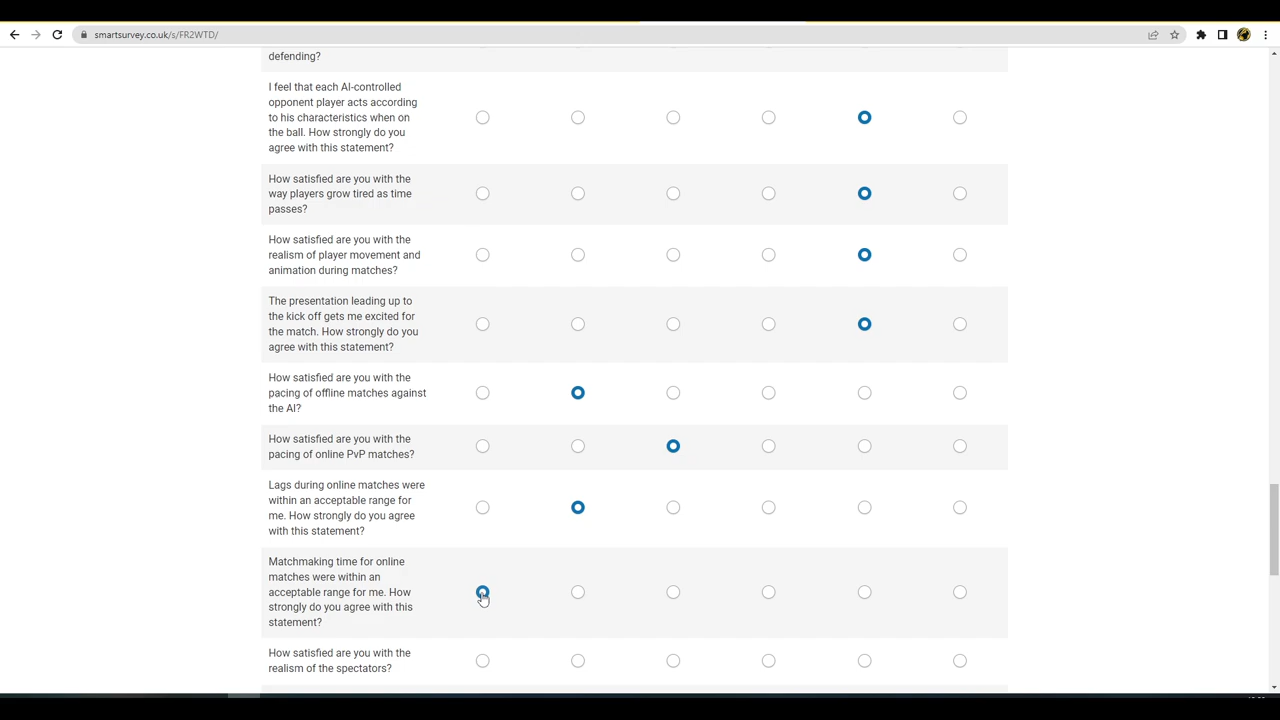 smartsurvey.co.uk/s/FR2WTD/
defending?
I feel that each AI-controlled
opponent player acts according
to his characteristics when on
the ball. How strongly do you
agree with this statement?
How satisfied are you with the
way players grow tired as time
passes?
How satisfied are you with the
realism of player movement and
animation during matches?
The presentation leading up to
the kick off gets me excited for
the match. How strongly do you
agree with this statement?
How satisfied are you with the
pacing of offline matches against
the AI?
How satisfied are you with the
pacing of online PvP matches?
Lags during online matches were
within an acceptable range for
me. How strongly do you agree
with this statement?
Matchmaking time for online
matches were within an
acceptable range for me. How
strongly do you agree with this
statement?
How satisfied are you with the
realism of the spectators?